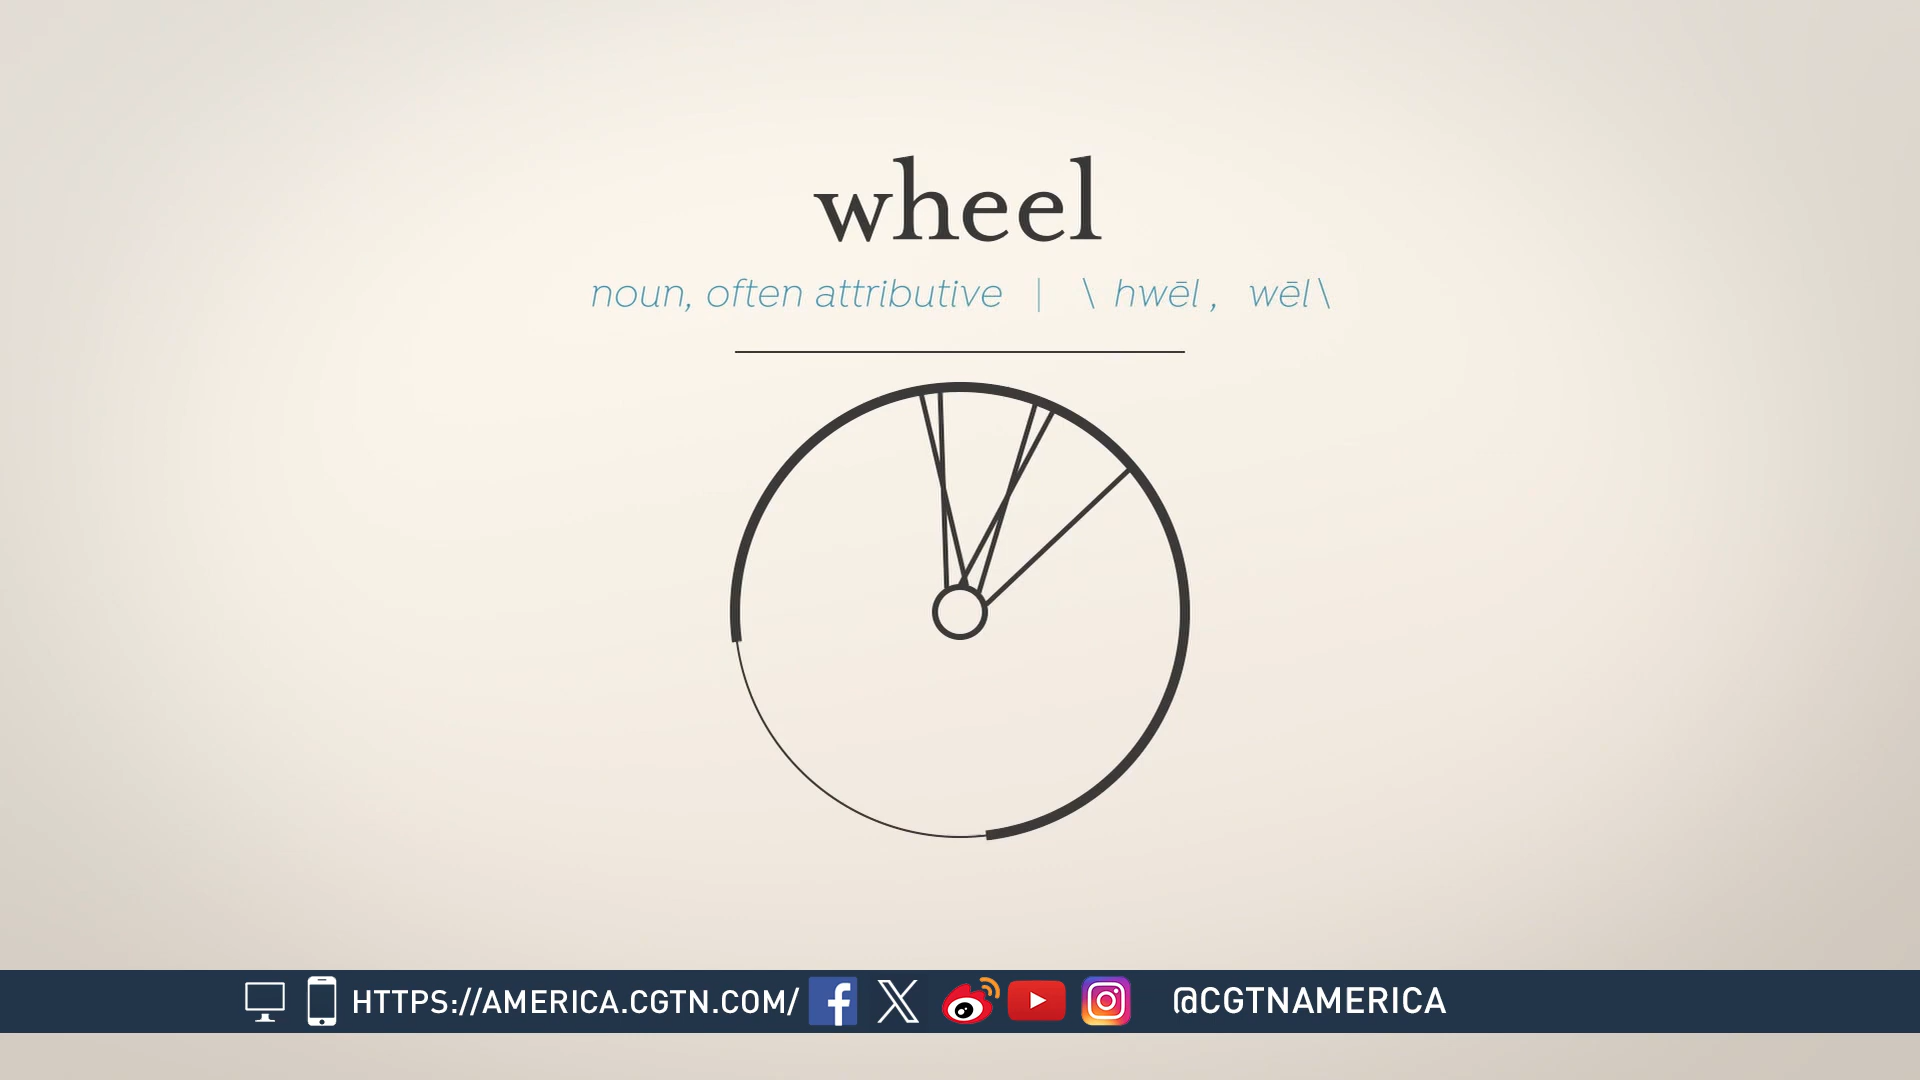 wheel
noun, often attributive | \ hwēl , wēl \
HTTPS://AMERICA.CGTN.COM/ @CGTNAMERICA